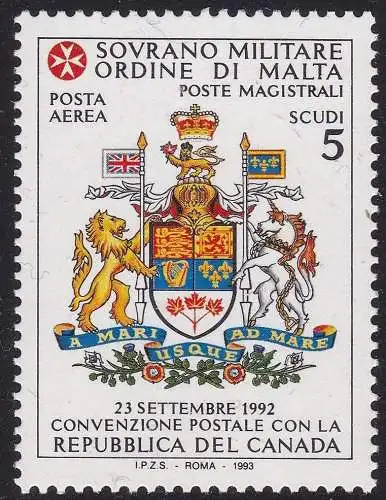 SOVRANO MILITARE
ORDINE DI MALTA
POSTA
AEREA
POSTE MAGISTRALI
SCUDI
5
A MARI USQUE AD MARE
23 SETTEMBRE 1992
CONVENZIONE POSTALE CON LA
REPUBBLICA DEL CANADA
I.P.Z.S. - ROMA - 1993